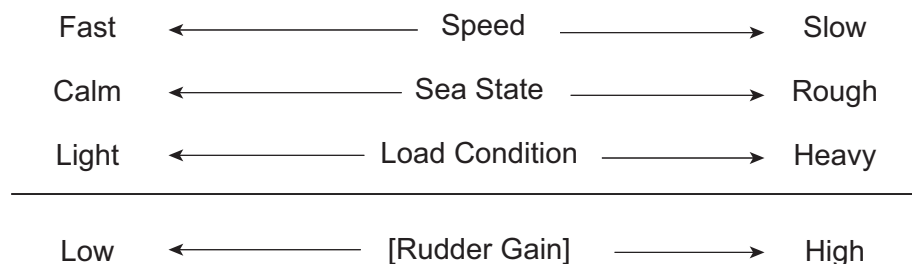 Fast Speed Slow
Calm Sea State Rough
Light Load Condition Heavy
Low [Rudder Gain] High